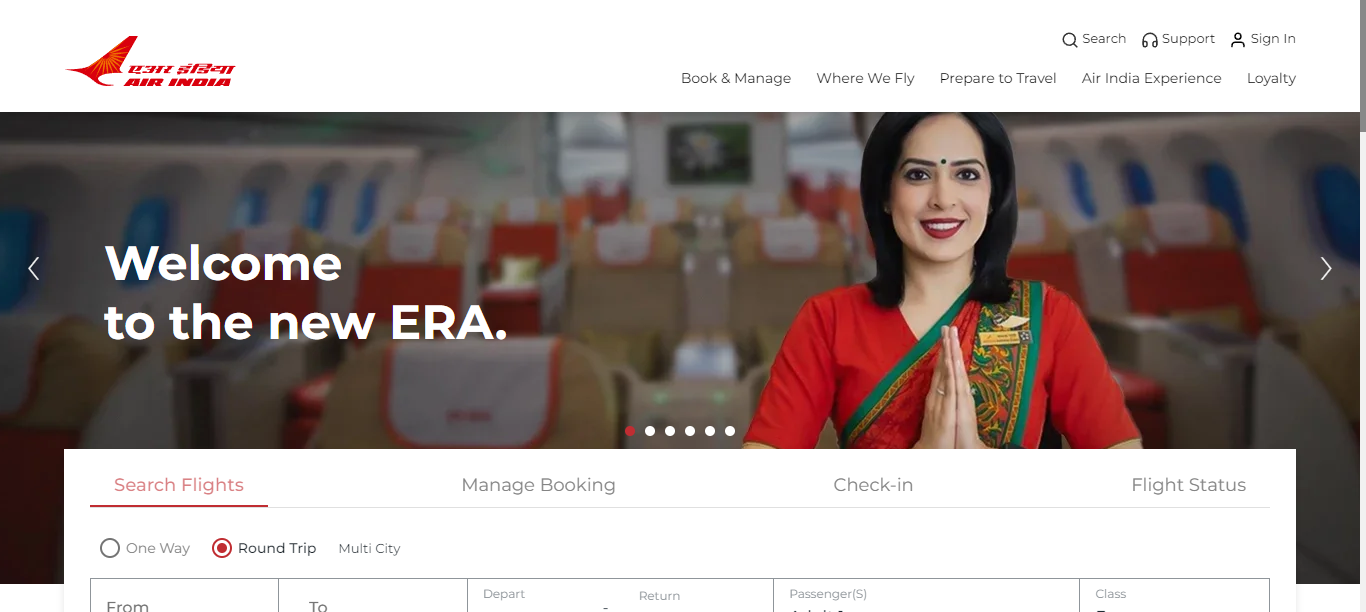 Search Support Sign In
एअर इंडिया
AIR INDIA
Book & Manage Where We Fly Prepare to Travel Air India Experience Loyalty
Welcome
to the new ERA.
Search Flights Manage Booking Check-in Flight Status
One Way Round Trip Multi City
From To Depart - Return Passenger(S) Class